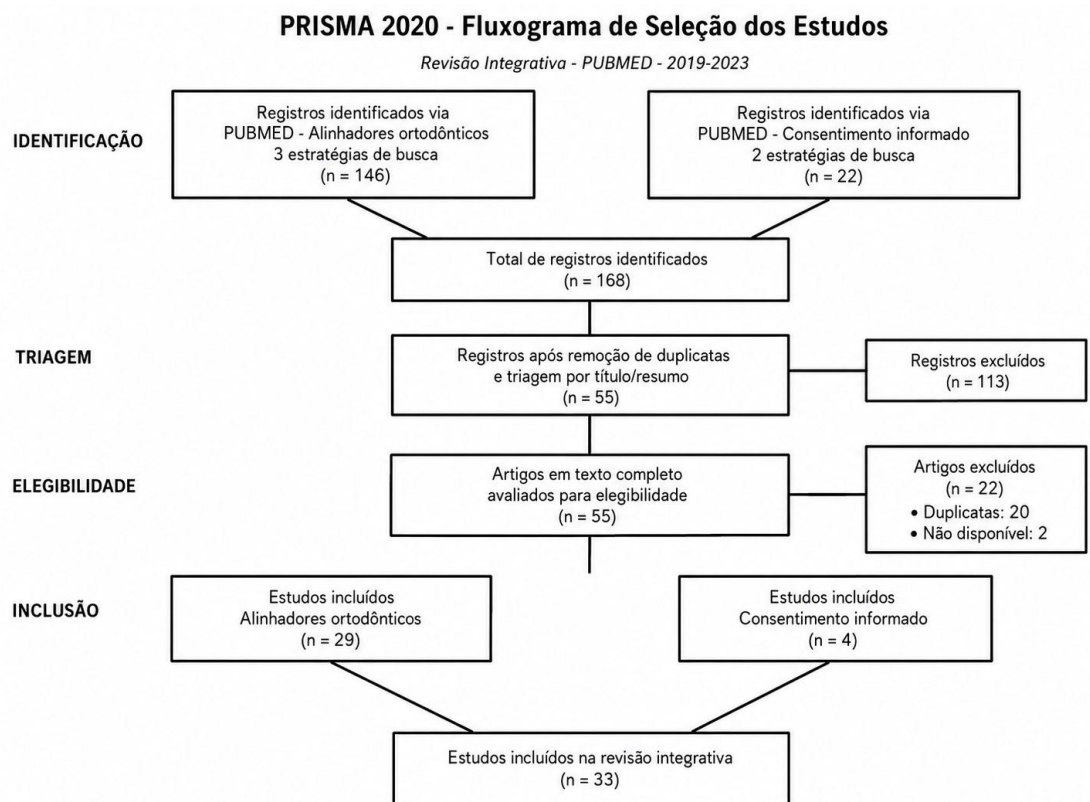 PRISMA 2020 - Fluxograma de Seleção dos Estudos
Revisão Integrativa - PUBMED - 2019-2023
IDENTIFICAÇÃO
Registros identificados via
PUBMED - Alinhadores ortodônticos
3 estratégias de busca
(n = 146)
Registros identificados via
PUBMED - Consentimento informado
2 estratégias de busca
(n = 22)
Total de registros identificados
(n = 168)
TRIAGEM
Registros após remoção de duplicatas
e triagem por título/resumo
(n = 55)
Registros excluídos
(n = 113)
ELEGIBILIDADE
Artigos em texto completo
avaliados para elegibilidade
(n = 55)
Artigos excluídos
(n = 22)
• Duplicatas: 20
• Não disponível: 2
INCLUSÃO
Estudos incluídos
Alinhadores ortodônticos
(n = 29)
Estudos incluídos
Consentimento informado
(n = 4)
Estudos incluídos na revisão integrativa
(n = 33)